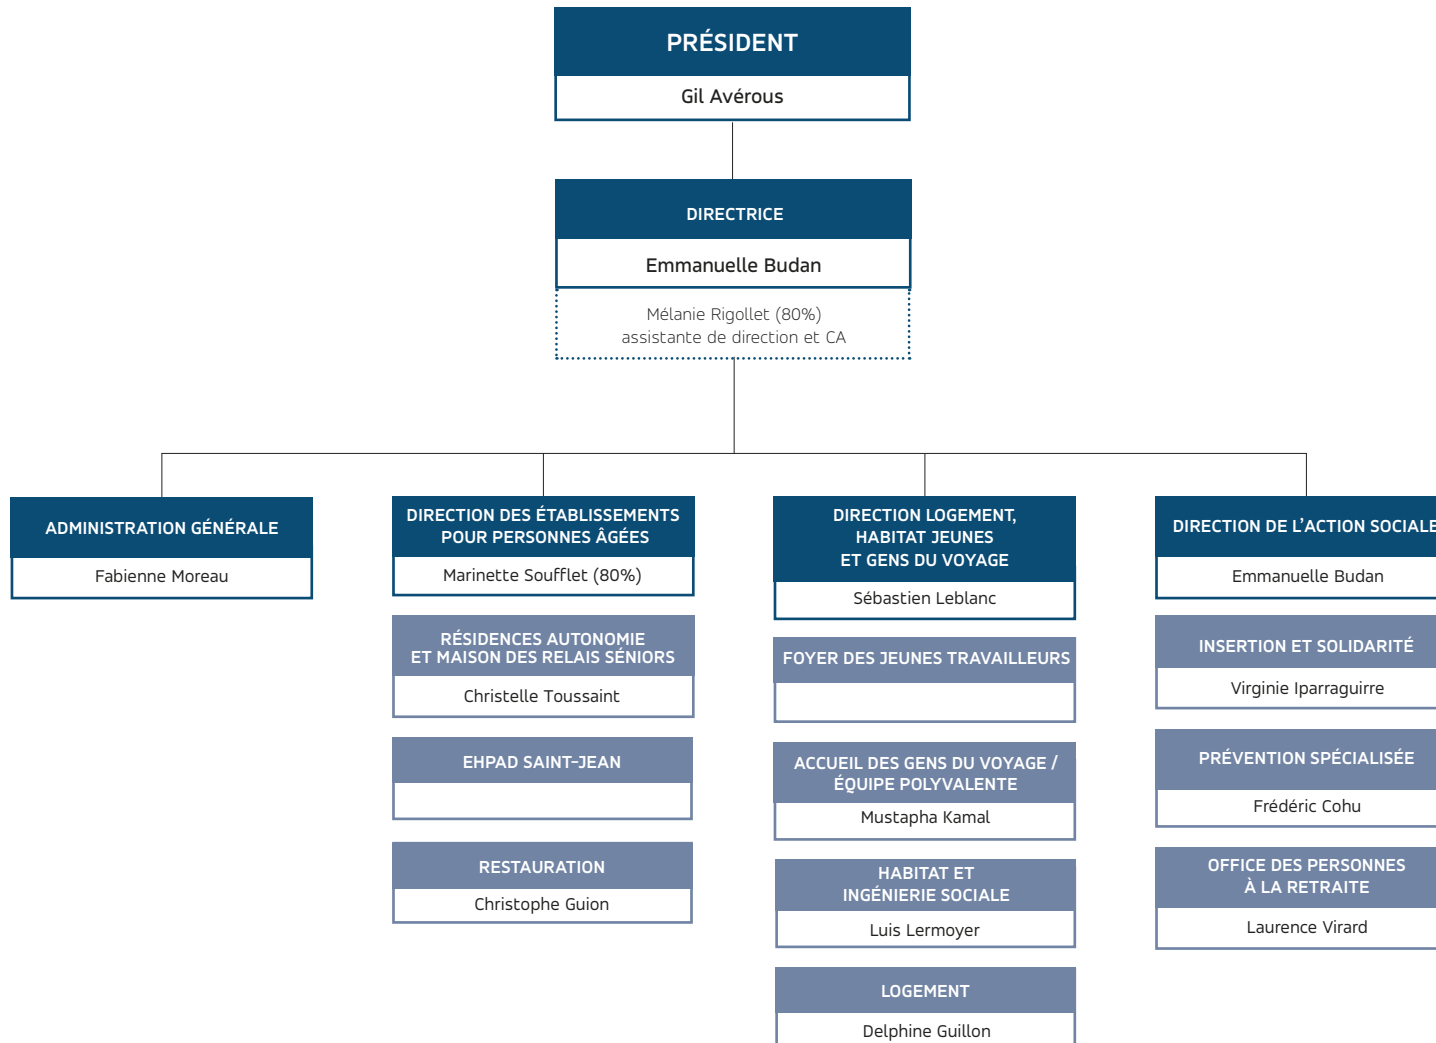 PRÉSIDENT
Gil Avérous
DIRECTRICE
Emmanuelle Budan
Mélanie Rigollet (80%)
assistante de direction et CA
ADMINISTRATION GÉNÉRALE
Fabienne Moreau
DIRECTION DES ÉTABLISSEMENTS
POUR PERSONNES ÂGÉES
Marinette Soufflet (80%)
RÉSIDENCES AUTONOMIE
ET MAISON DES RELAIS SÉNIORS
Christelle Toussaint
EHPAD SAINT-JEAN
RESTAURATION
Christophe Guion
DIRECTION LOGEMENT,
HABITAT JEUNES
ET GENS DU VOYAGE
Sébastien Leblanc
FOYER DES JEUNES TRAVAILLEURS
ACCUEIL DES GENS DU VOYAGE /
ÉQUIPE POLYVALENTE
Mustapha Kamal
HABITAT ET
INGÉNIERIE SOCIALE
Luis Lermoyer
LOGEMENT
Delphine Guillon
DIRECTION DE L'ACTION SOCIALE
Emmanuelle Budan
INSERTION ET SOLIDARITÉ
Virginie Iparraguirre
PRÉVENTION SPÉCIALISÉE
Frédéric Cohu
OFFICE DES PERSONNES
À LA RETRAITE
Laurence Virard